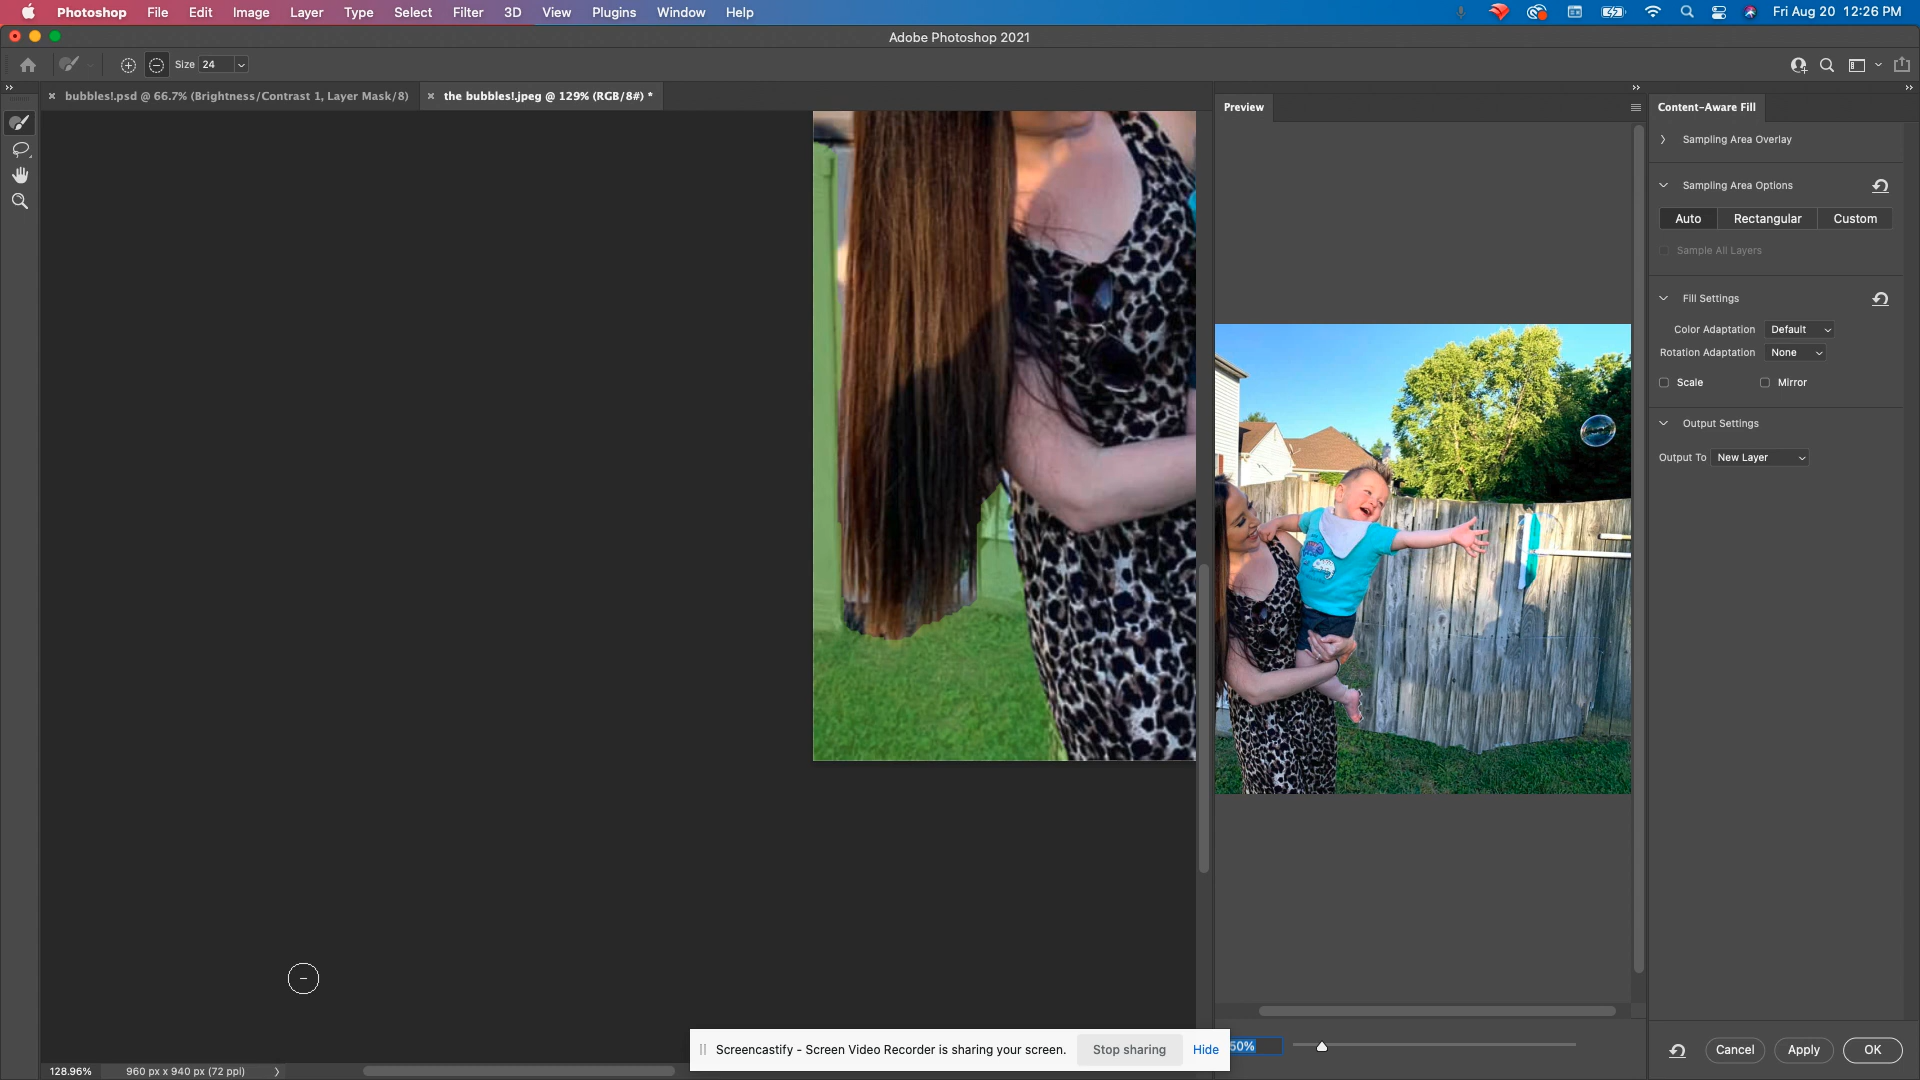 Photoshop File Edit Image Layer Type Select Filter 3D View Plugins Window Help Fri Aug 20 12:26 PM
Adobe Photoshop 2021
Size 24
bubbles!.psd @ 66.7% (Brightness/Contrast 1, Layer Mask/8) the bubbles!.jpeg @ 129% (RGB/8#) *
Preview
Content-Aware Fill
Sampling Area Overlay
Sampling Area Options
Auto Rectangular Custom
Sample All Layers
Fill Settings
Color Adaptation Default
Rotation Adaptation None
Scale Mirror
Output Settings
Output To New Layer
Screencastify - Screen Video Recorder is sharing your screen. Stop sharing Hide
50%
Cancel Apply OK
128.96% 960 px x 940 px (72 ppi)